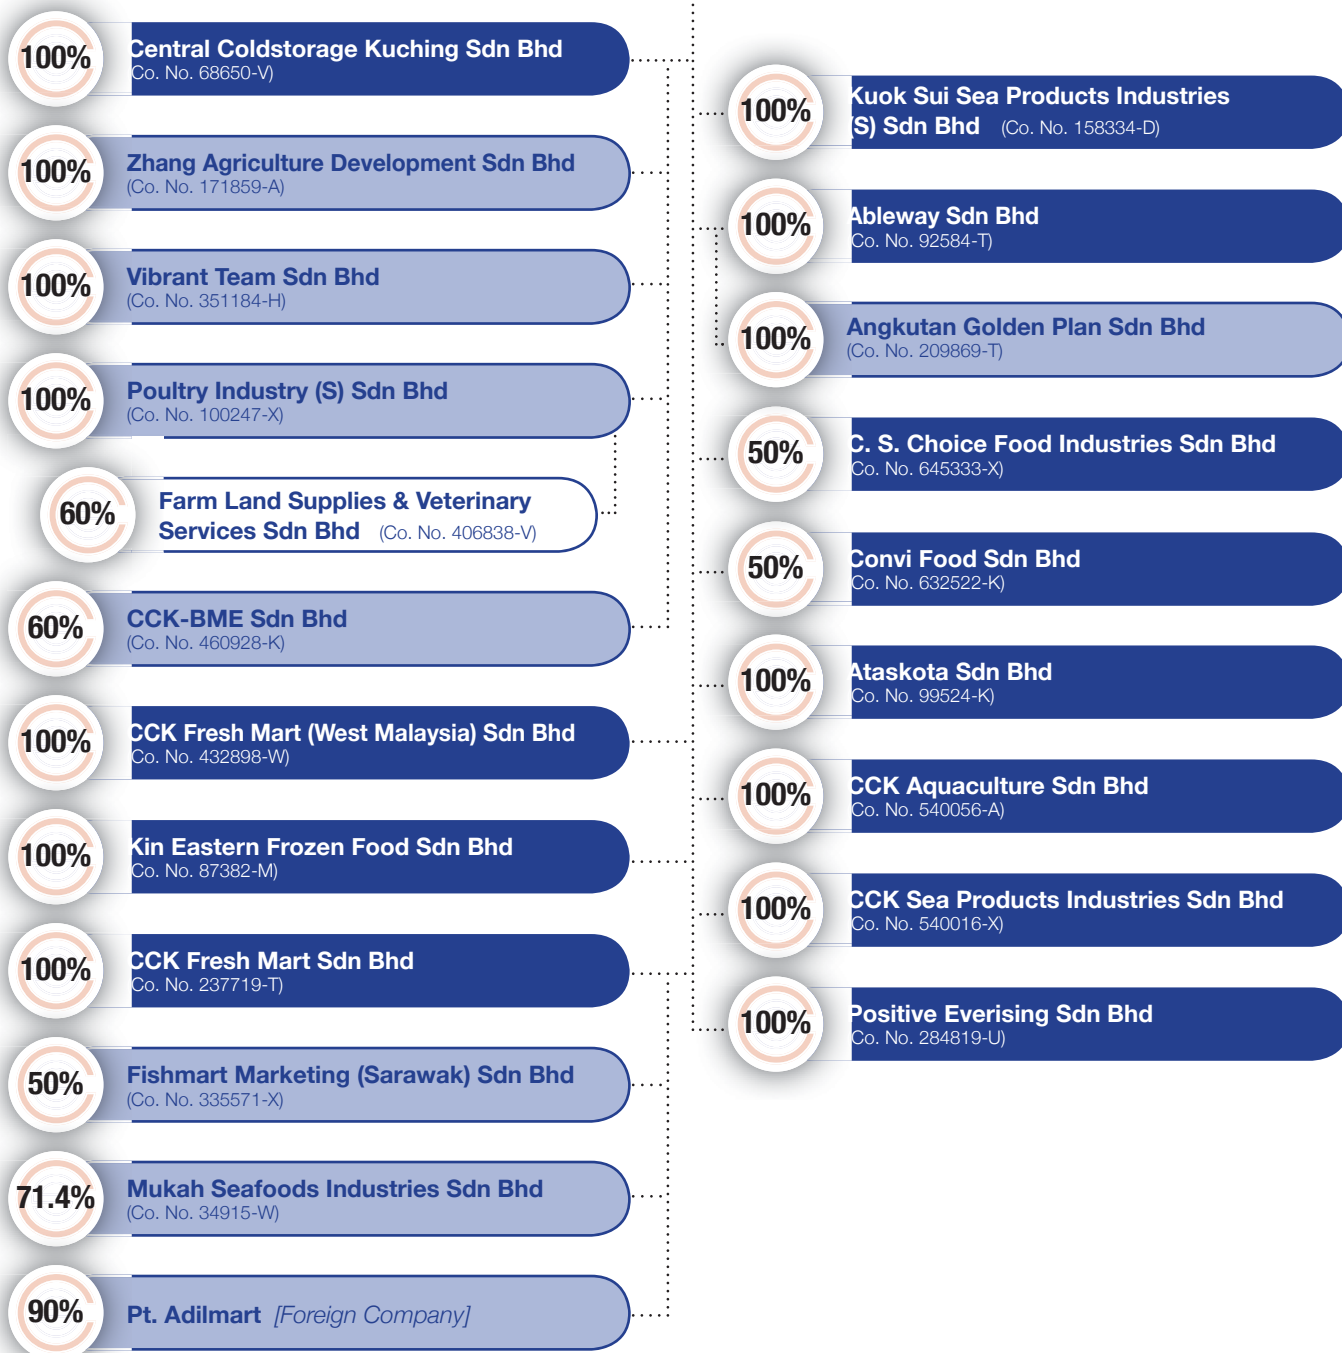 100%
Central Coldstorage Kuching Sdn Bhd
(Co. No. 68650-V)
100%
Zhang Agriculture Development Sdn Bhd
(Co. No. 171859-A)
100%
Vibrant Team Sdn Bhd
(Co. No. 351184-H)
100%
Poultry Industry (S) Sdn Bhd
(Co. No. 100247-X)
60%
Farm Land Supplies & Veterinary
Services Sdn Bhd (Co. No. 406838-V)
60%
CCK-BME Sdn Bhd
(Co. No. 460928-K)
100%
CCK Fresh Mart (West Malaysia) Sdn Bhd
(Co. No. 432898-W)
100%
Kin Eastern Frozen Food Sdn Bhd
(Co. No. 87382-M)
100%
CCK Fresh Mart Sdn Bhd
(Co. No. 237719-T)
50%
Fishmart Marketing (Sarawak) Sdn Bhd
(Co. No. 335571-X)
71.4%
Mukah Seafoods Industries Sdn Bhd
(Co. No. 34915-W)
90%
Pt. Adilmart [Foreign Company]
100%
Kuok Sui Sea Products Industries
(S) Sdn Bhd (Co. No. 158334-D)
100%
Ableway Sdn Bhd
(Co. No. 92584-T)
100%
Angkutan Golden Plan Sdn Bhd
(Co. No. 209869-T)
50%
C. S. Choice Food Industries Sdn Bhd
(Co. No. 645333-X)
50%
Convi Food Sdn Bhd
(Co. No. 632522-K)
100%
Ataskota Sdn Bhd
(Co. No. 99524-K)
100%
CCK Aquaculture Sdn Bhd
(Co. No. 540056-A)
100%
CCK Sea Products Industries Sdn Bhd
(Co. No. 540016-X)
100%
Positive Everising Sdn Bhd
(Co. No. 284819-U)